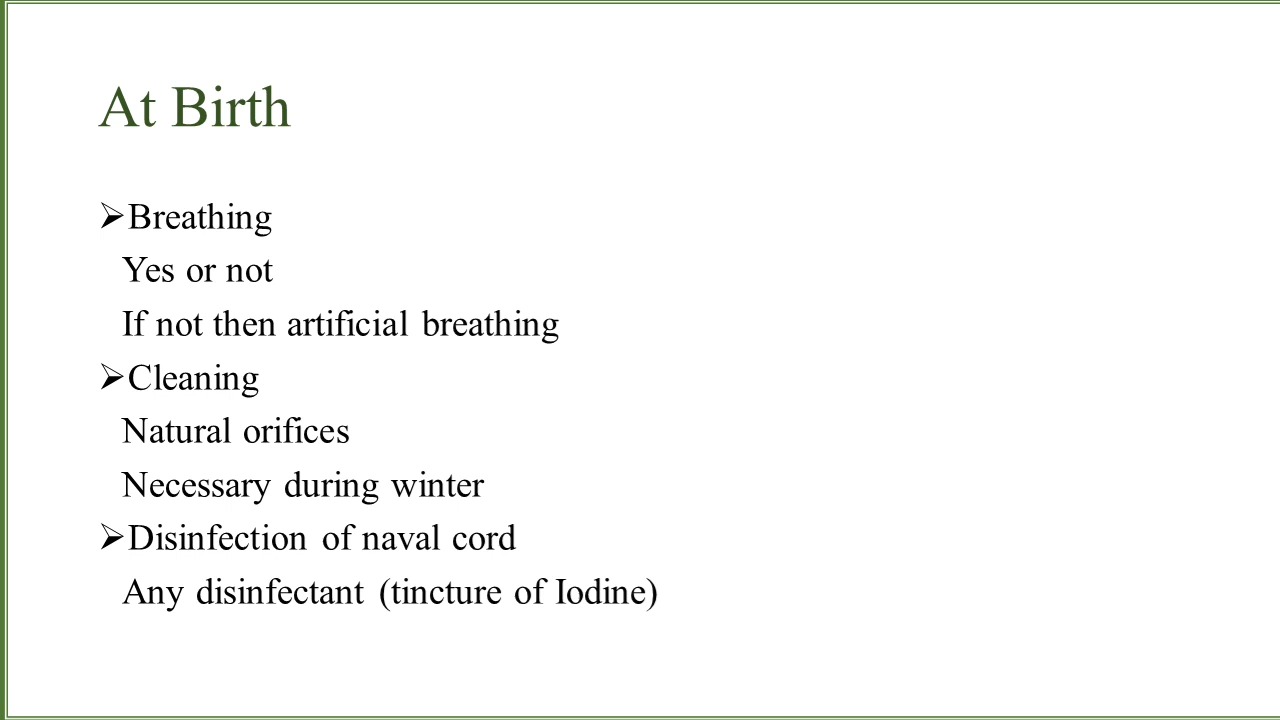 At Birth
➢Breathing
Yes or not
If not then artificial breathing
➢Cleaning
Natural orifices
Necessary during winter
➢Disinfection of naval cord
Any disinfectant (tincture of Iodine)